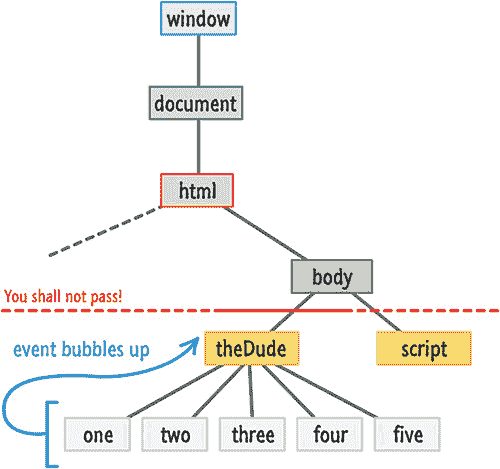 window
document
html
body
You shall not pass!
event bubbles up
theDude
script
one
two
three
four
five